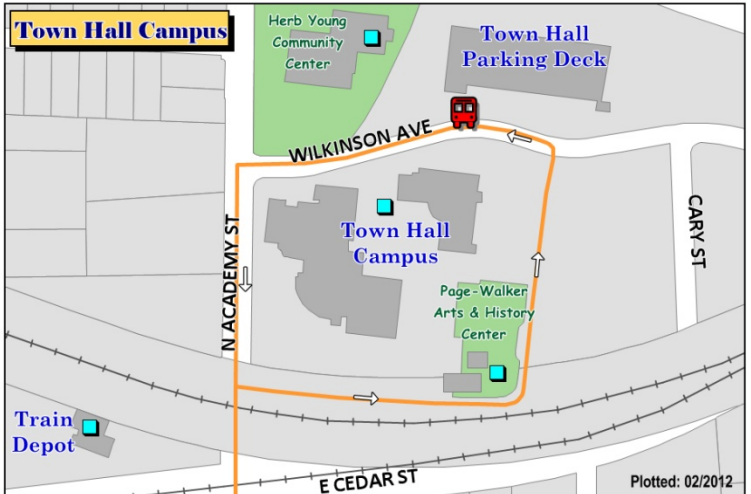 Town Hall Campus
Herb Young
Community
Center
Town Hall
Parking Deck
WILKINSON AVE
N ACADEMY ST
CARY ST
Town Hall
Campus
Page-Walker
Arts & History
Center
Train
Depot
E CEDAR ST
Plotted: 02/2012